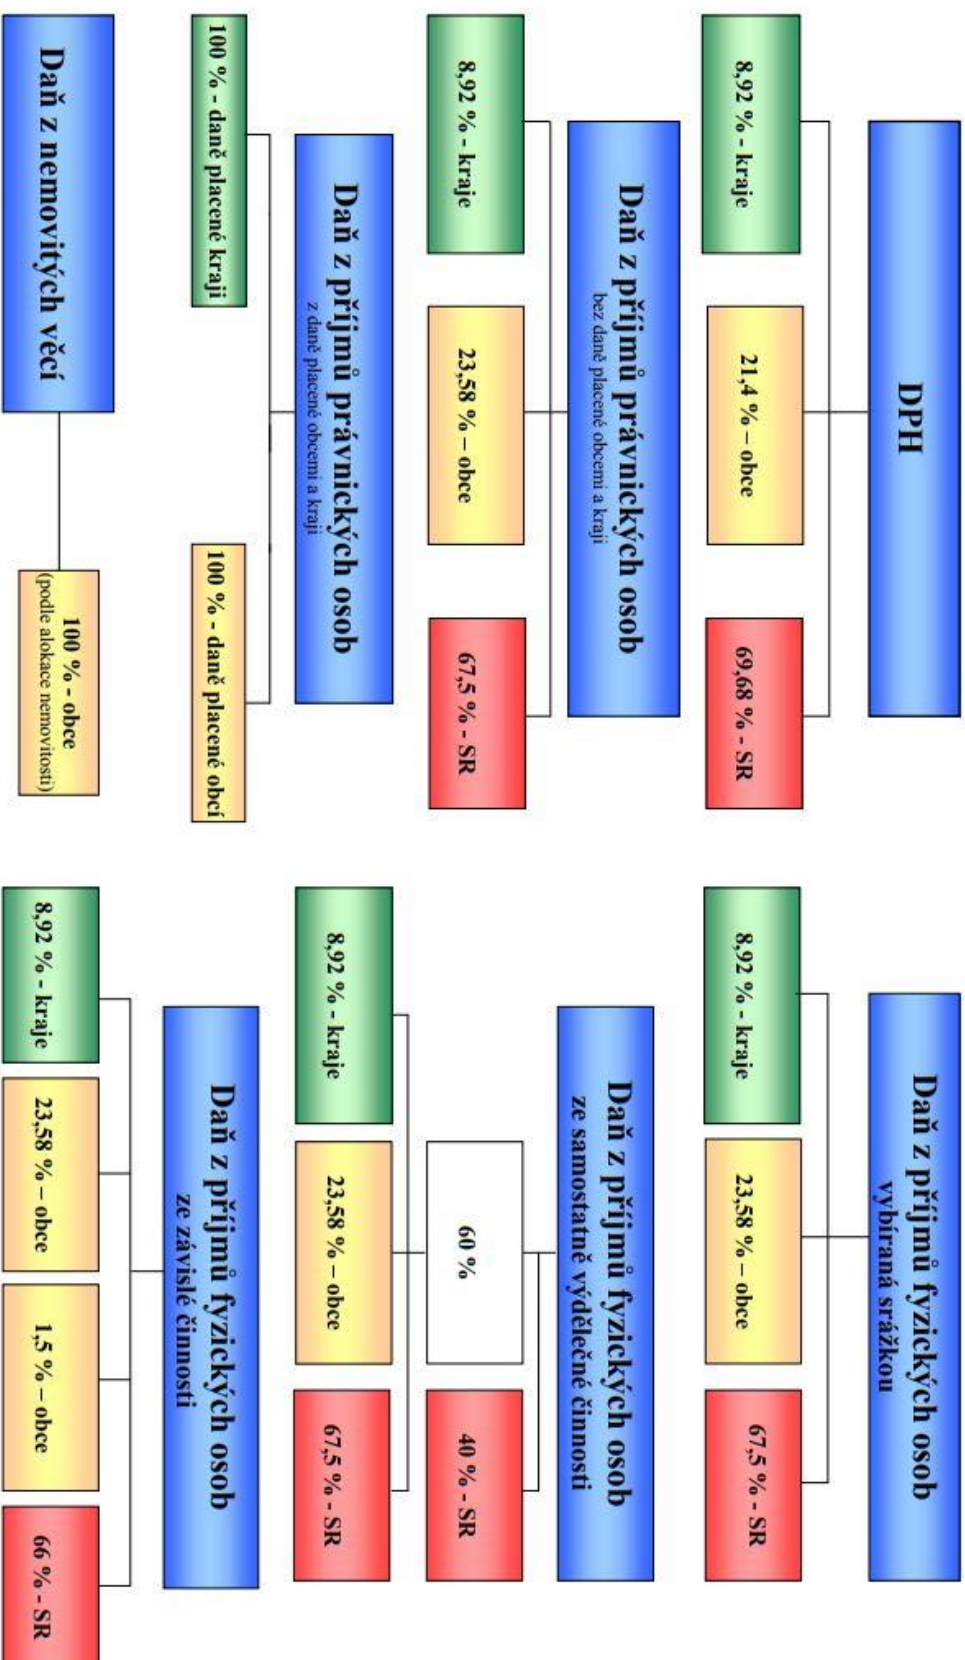 DPH
8,92 % - kraje
21,4 % – obce
69,68 % - SR
Daň z příjmů právnických osob
bez daně placené obcemi a kraji
8,92 % - kraje
23,58 % – obce
67,5 % - SR
Daň z příjmů právnických osob
z daně placené obcemi a kraji
100 % - daně placené kraji
100 % - daně placené obcí
Daň z nemovitých věcí
100 % - obce
(podle alokace nemovitosti)
Daň z příjmů fyzických osob
vybíraná srážkou
8,92 % - kraje
23,58 % – obce
67,5 % - SR
Daň z příjmů fyzických osob
ze samostatně výdělečné činnosti
60 %
40 % - SR
8,92 % - kraje
23,58 % – obce
67,5 % - SR
Daň z příjmů fyzických osob
ze závislé činnosti
8,92 % - kraje
23,58 % – obce
1,5 % – obce
66 % - SR